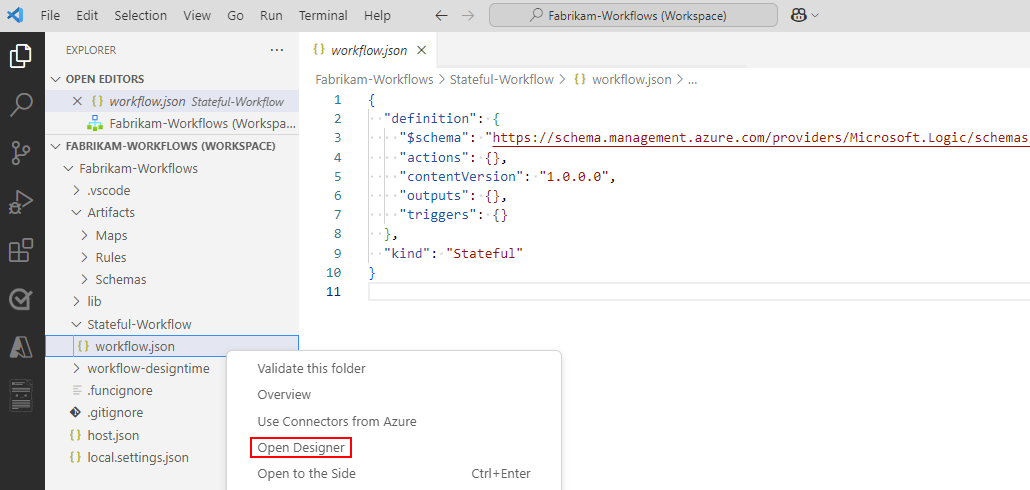 File Edit Selection View Go Run Terminal Help Fabrikam-Workflows (Workspace)
EXPLORER ...
OPEN EDITORS
workflow.json Stateful-Workflow
Fabrikam-Workflows (Workspa...
FABRIKAM-WORKFLOWS (WORKSPACE)
Fabrikam-Workflows
.vscode
Artifacts
Maps
Rules
Schemas
lib
Stateful-Workflow
{} workflow.json
workflow-designtime
.funcignore
.gitignore
{} host.json
{} local.settings.json
{} workflow.json
Fabrikam-Workflows > Stateful-Workflow > {} workflow.json > ...
1 {
2 "definition": {
3 "$schema": "https://schema.management.azure.com/providers/Microsoft.Logic/schemas
4 "actions": {},
5 "contentVersion": "1.0.0.0",
6 "outputs": {},
7 "triggers": {}
8 },
9 "kind": "Stateful"
10 }
11
Validate this folder
Overview
Use Connectors from Azure
Open Designer
Open to the Side Ctrl+Enter